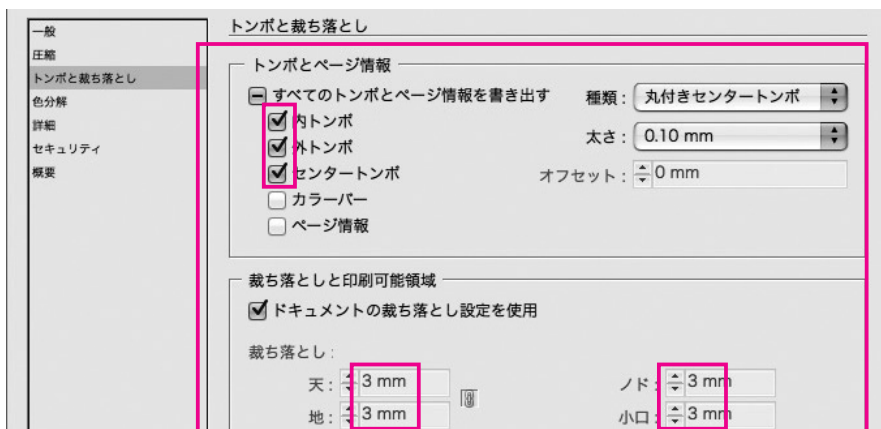 一般
圧縮
トンボと裁ち落とし
色分解
詳細
セキュリティ
概要
トンボと裁ち落とし
トンボとページ情報
すべてのトンボとページ情報を書き出す
種類： 丸付きセンタートンボ
内トンボ
太さ： 0.10 mm
外トンボ
センタートンボ
オフセット： 0 mm
カラーバー
ページ情報
裁ち落としと印刷可能領域
ドキュメントの裁ち落とし設定を使用
裁ち落とし：
天： 3 mm ノド： 3 mm
地： 3 mm 小口： 3 mm